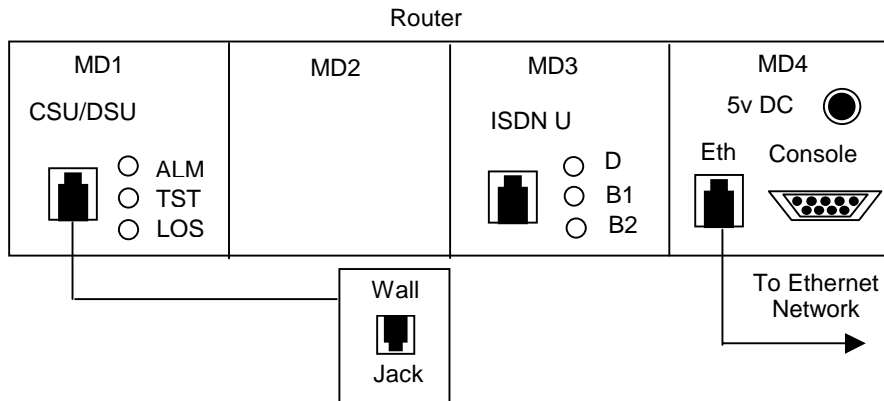 Router
MD1
MD2
MD3
MD4
CSU/DSU
ALM
TST
LOS
ISDN U
D
B1
B2
5v DC
Eth
Console
Wall
Jack
To Ethernet
Network